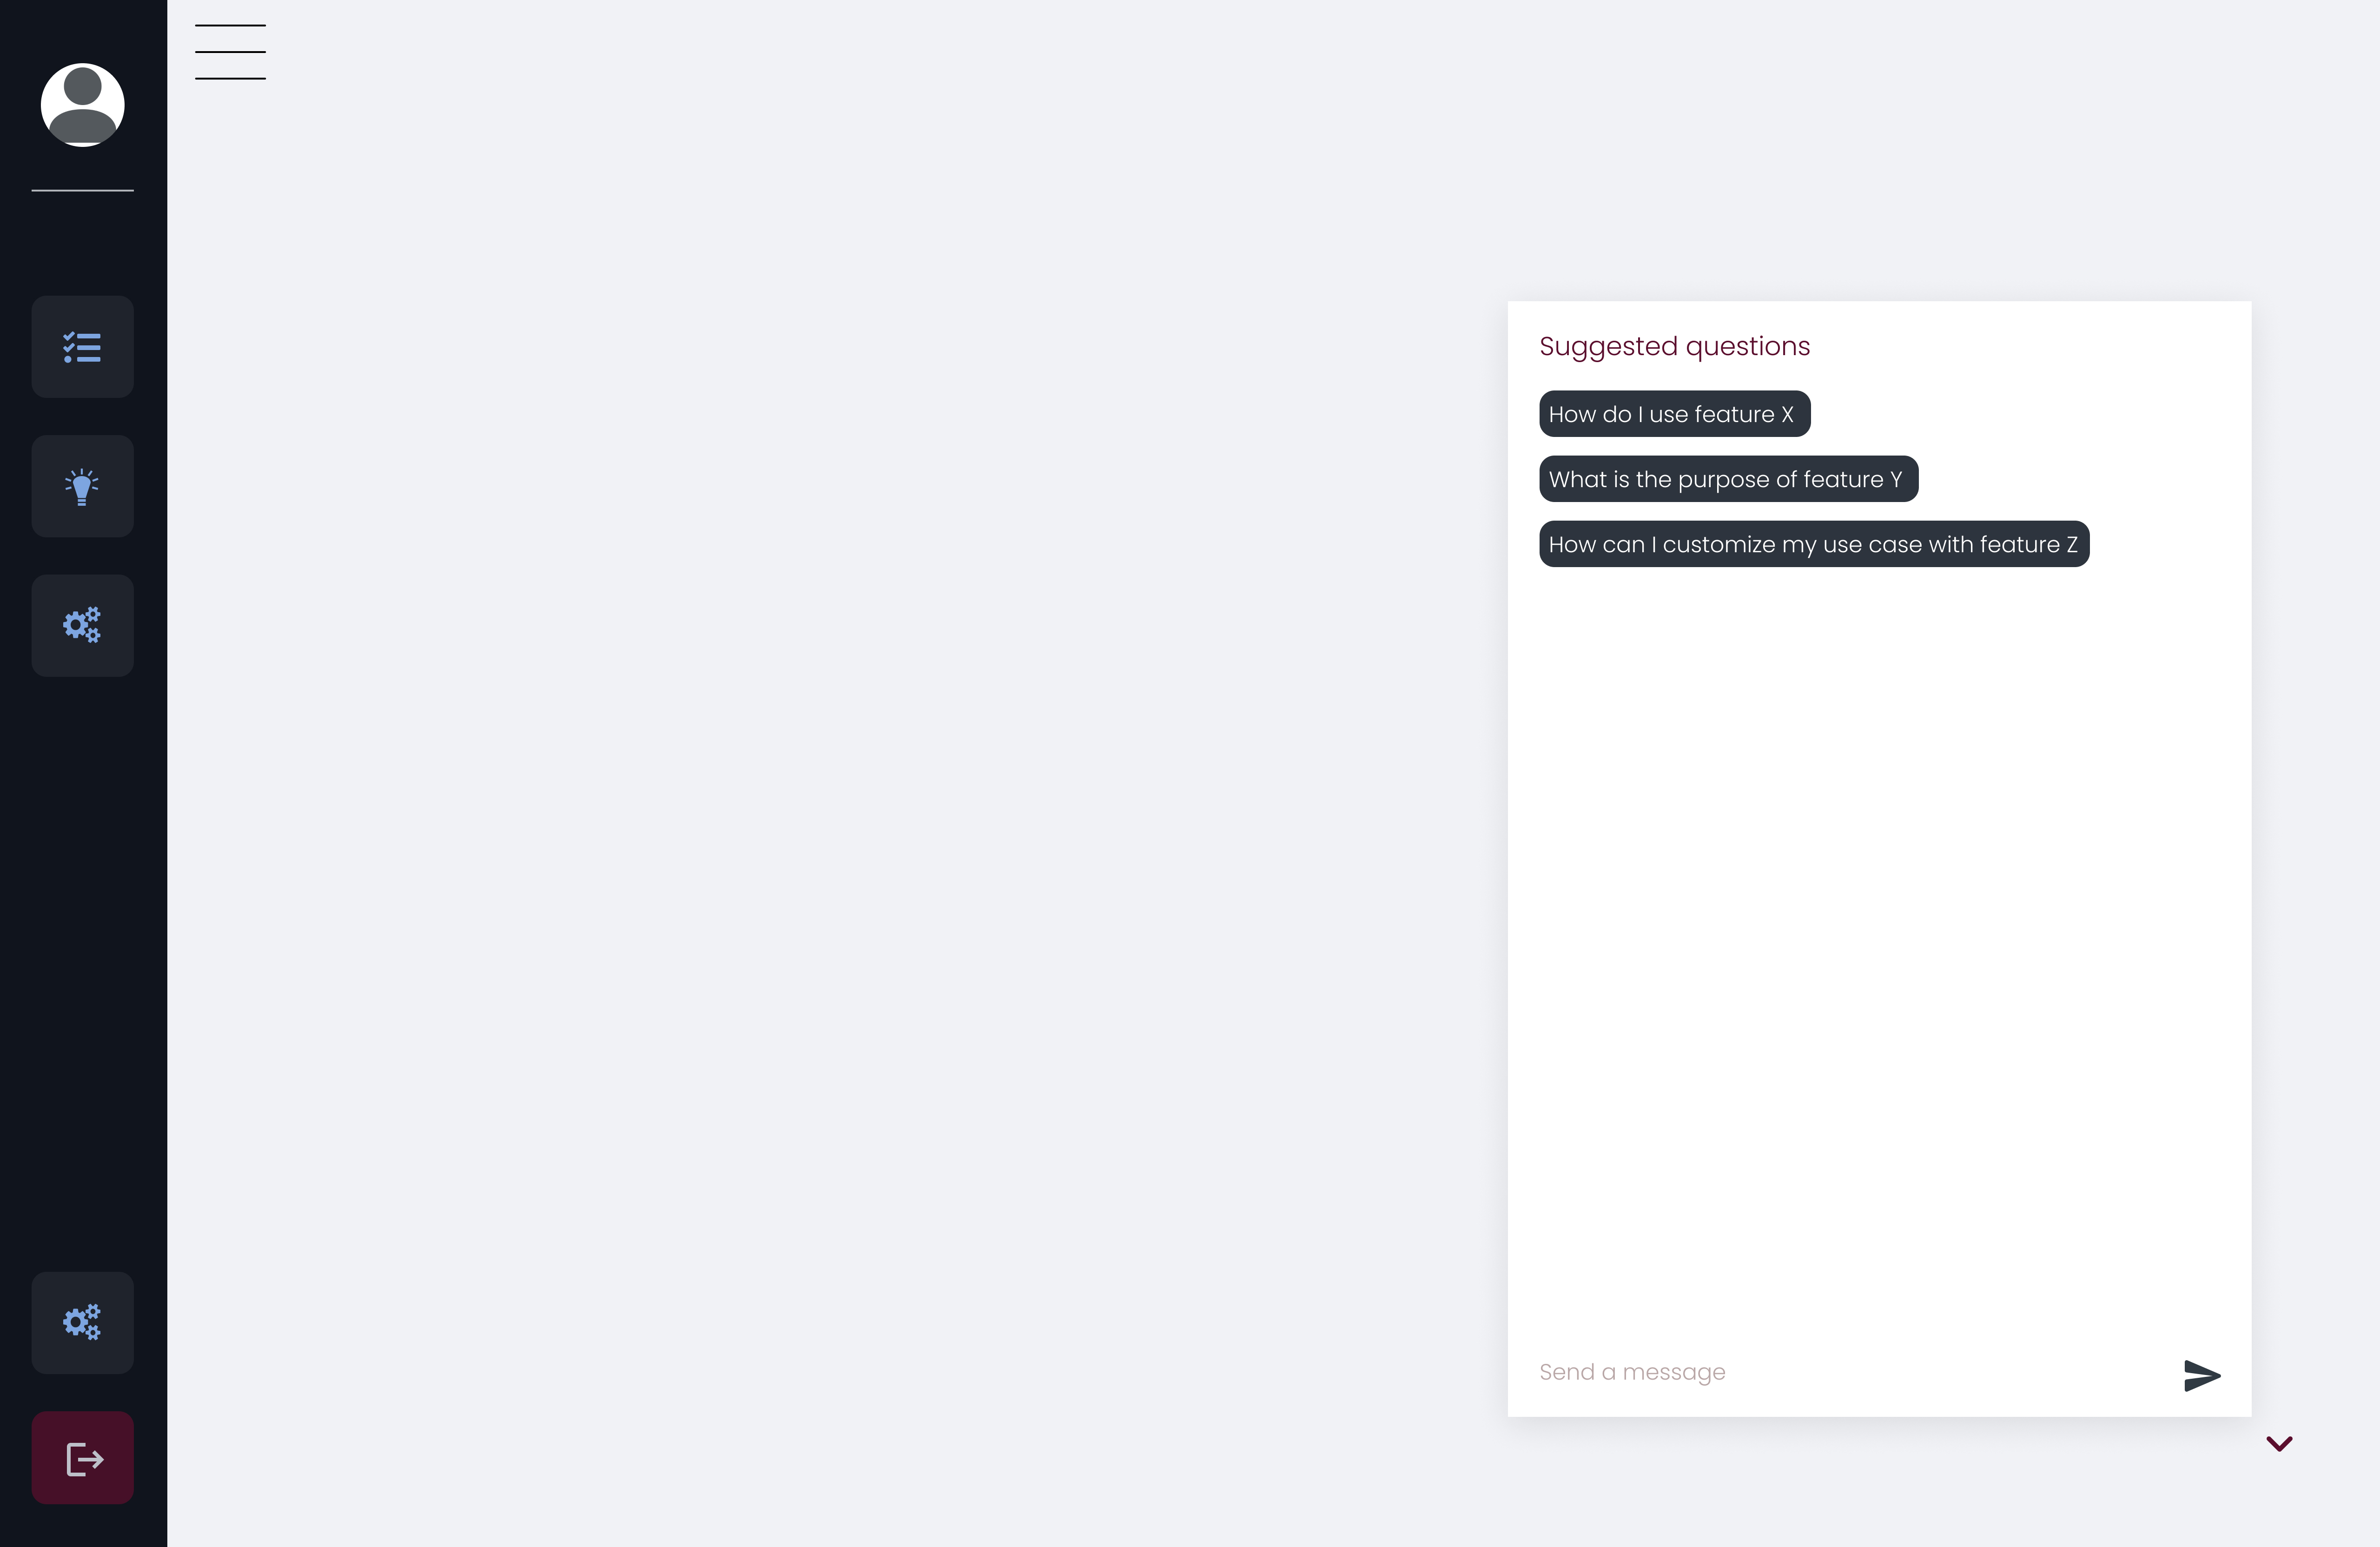 Suggested questions
How do I use feature X
What is the purpose of feature Y
How can I customize my use case with feature Z
Send a message